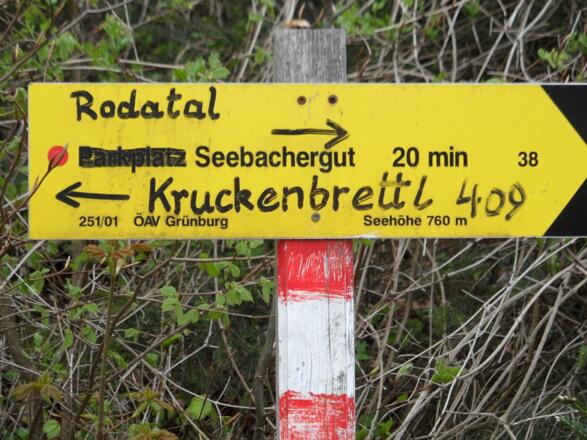 Rodatal
→
Parkplatz Seebachergut 20 min 38
← Kruckenbrettl 409
251/01 ÖAV Grünburg Seehöhe 760 m